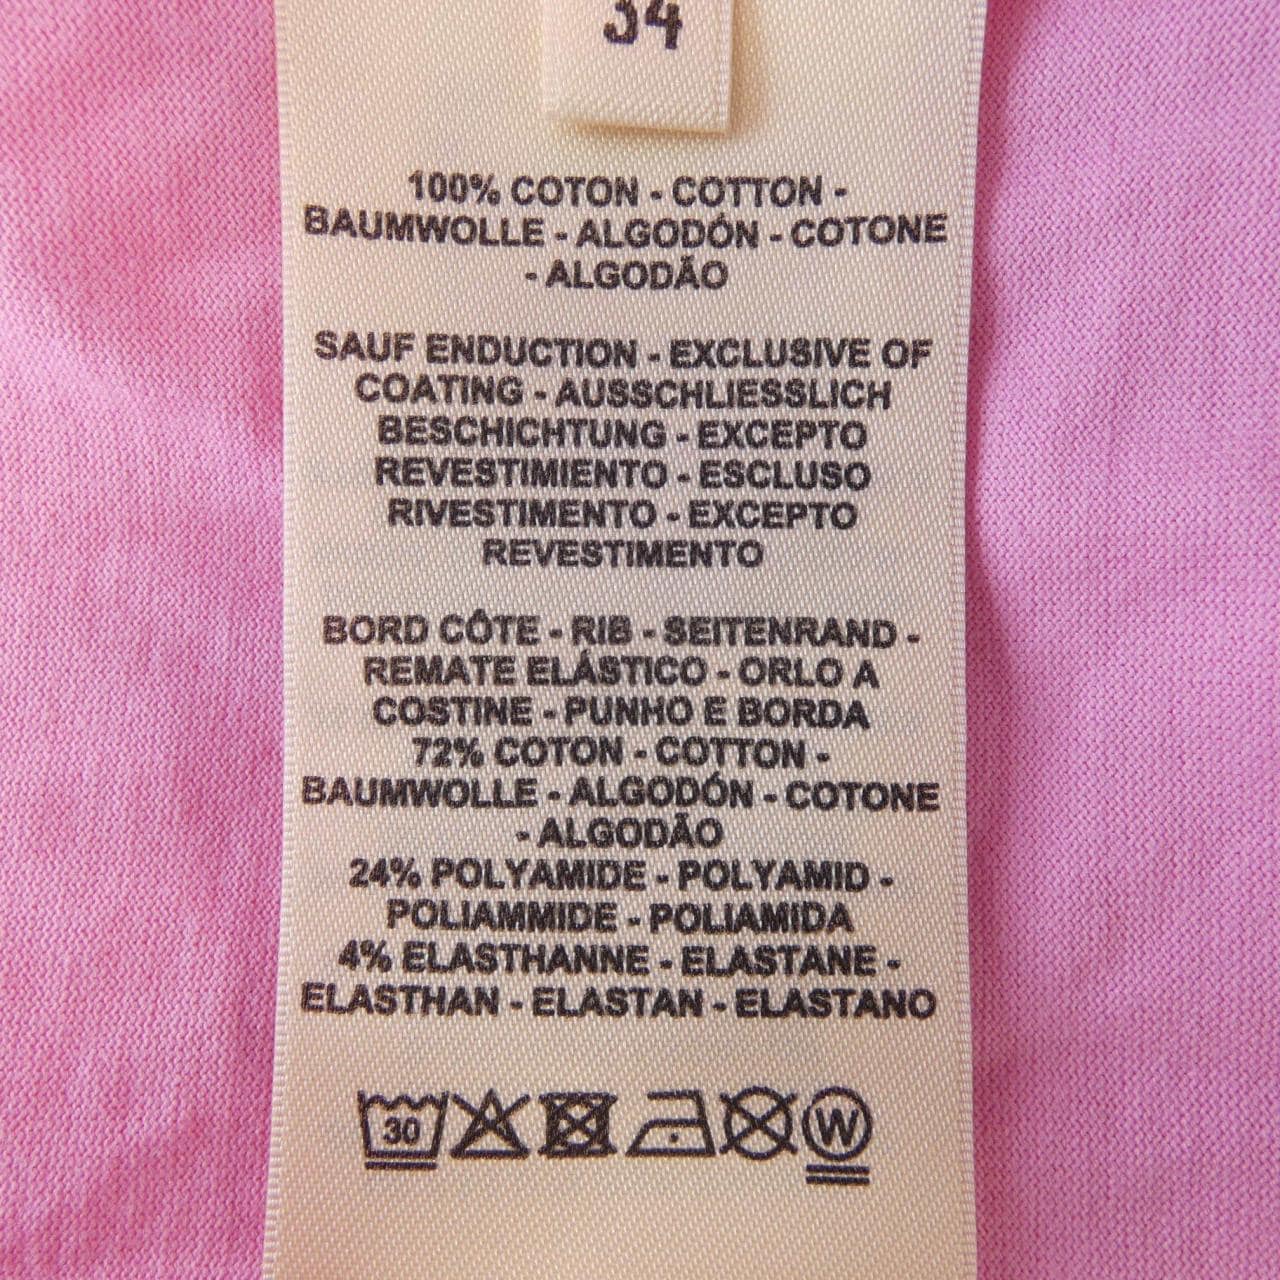 34
100% COTON - COTTON -
BAUMWOLLE - ALGODÓN - COTONE
- ALGODÃO
SAUF ENDUCTION - EXCLUSIVE OF
COATING - AUSSCHLIESSLICH
BESCHICHTUNG - EXCEPTO
REVESTIMIENTO - ESCLUSO
RIVESTIMENTO - EXCEPTO
REVESTIMENTO
BORD CÔTE - RIB - SEITENRAND -
REMATE ELÁSTICO - ORLO A
COSTINE - PUNHO E BORDA
72% COTON - COTTON -
BAUMWOLLE - ALGODÓN - COTONE
- ALGODÃO
24% POLYAMIDE - POLYAMID -
POLIAMMIDE - POLIAMIDA
4% ELASTHANNE - ELASTANE -
ELASTHAN - ELASTAN - ELASTANO
30 W